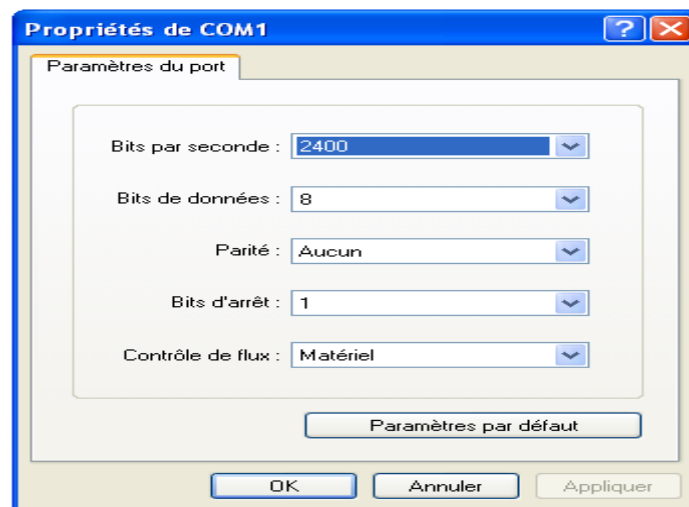 Propriétés de COM1
Paramètres du port
Bits par seconde : 2400
Bits de données : 8
Parité : Aucun
Bits d'arrêt : 1
Contrôle de flux : Matériel
Paramètres par défaut
OK Annuler Appliquer